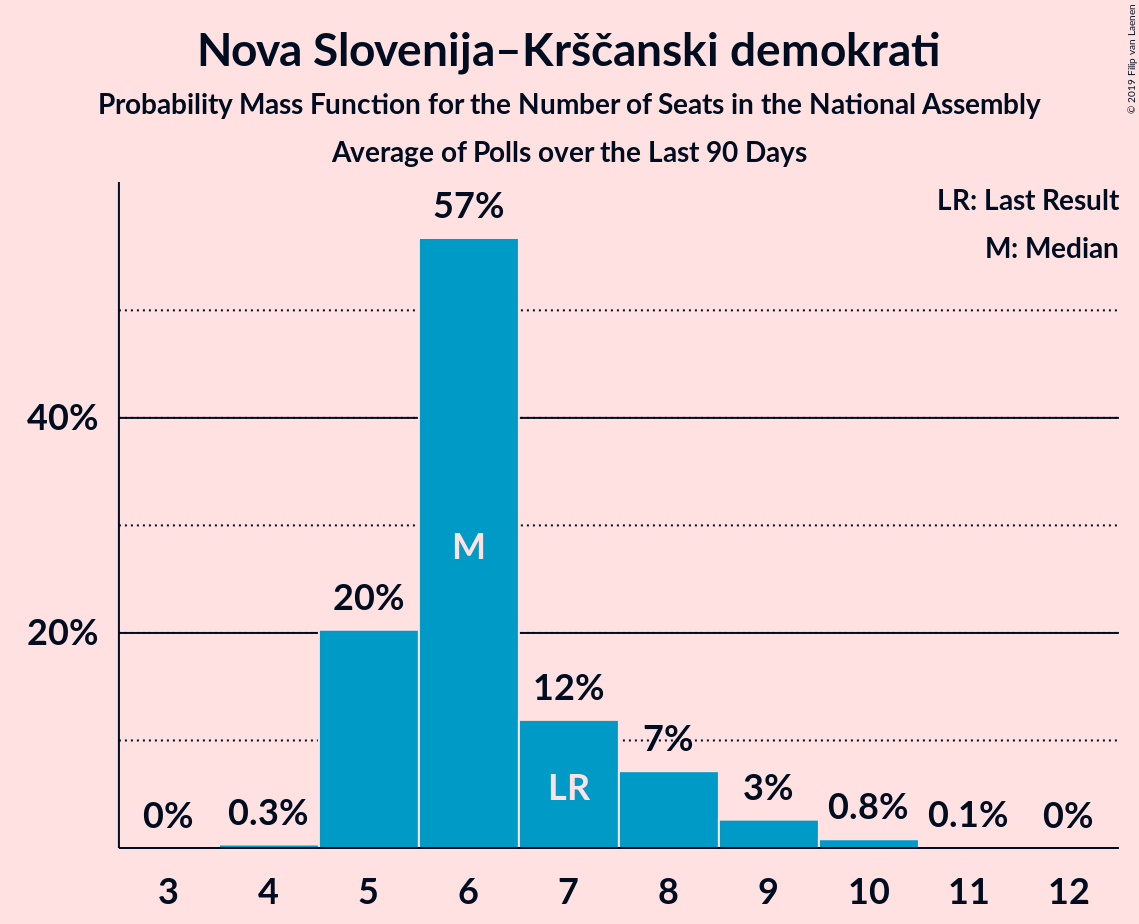 Nova Slovenija–Krščanski demokrati
Probability Mass Function for the Number of Seats in the National Assembly
Average of Polls over the Last 90 Days
© 2019 Filip van Laenen
LR: Last Result
M: Median
40%
20%
0%
0.3%
20%
57%
12%
7%
3%
0.8%
0.1%
0%
M
LR
3 4 5 6 7 8 9 10 11 12